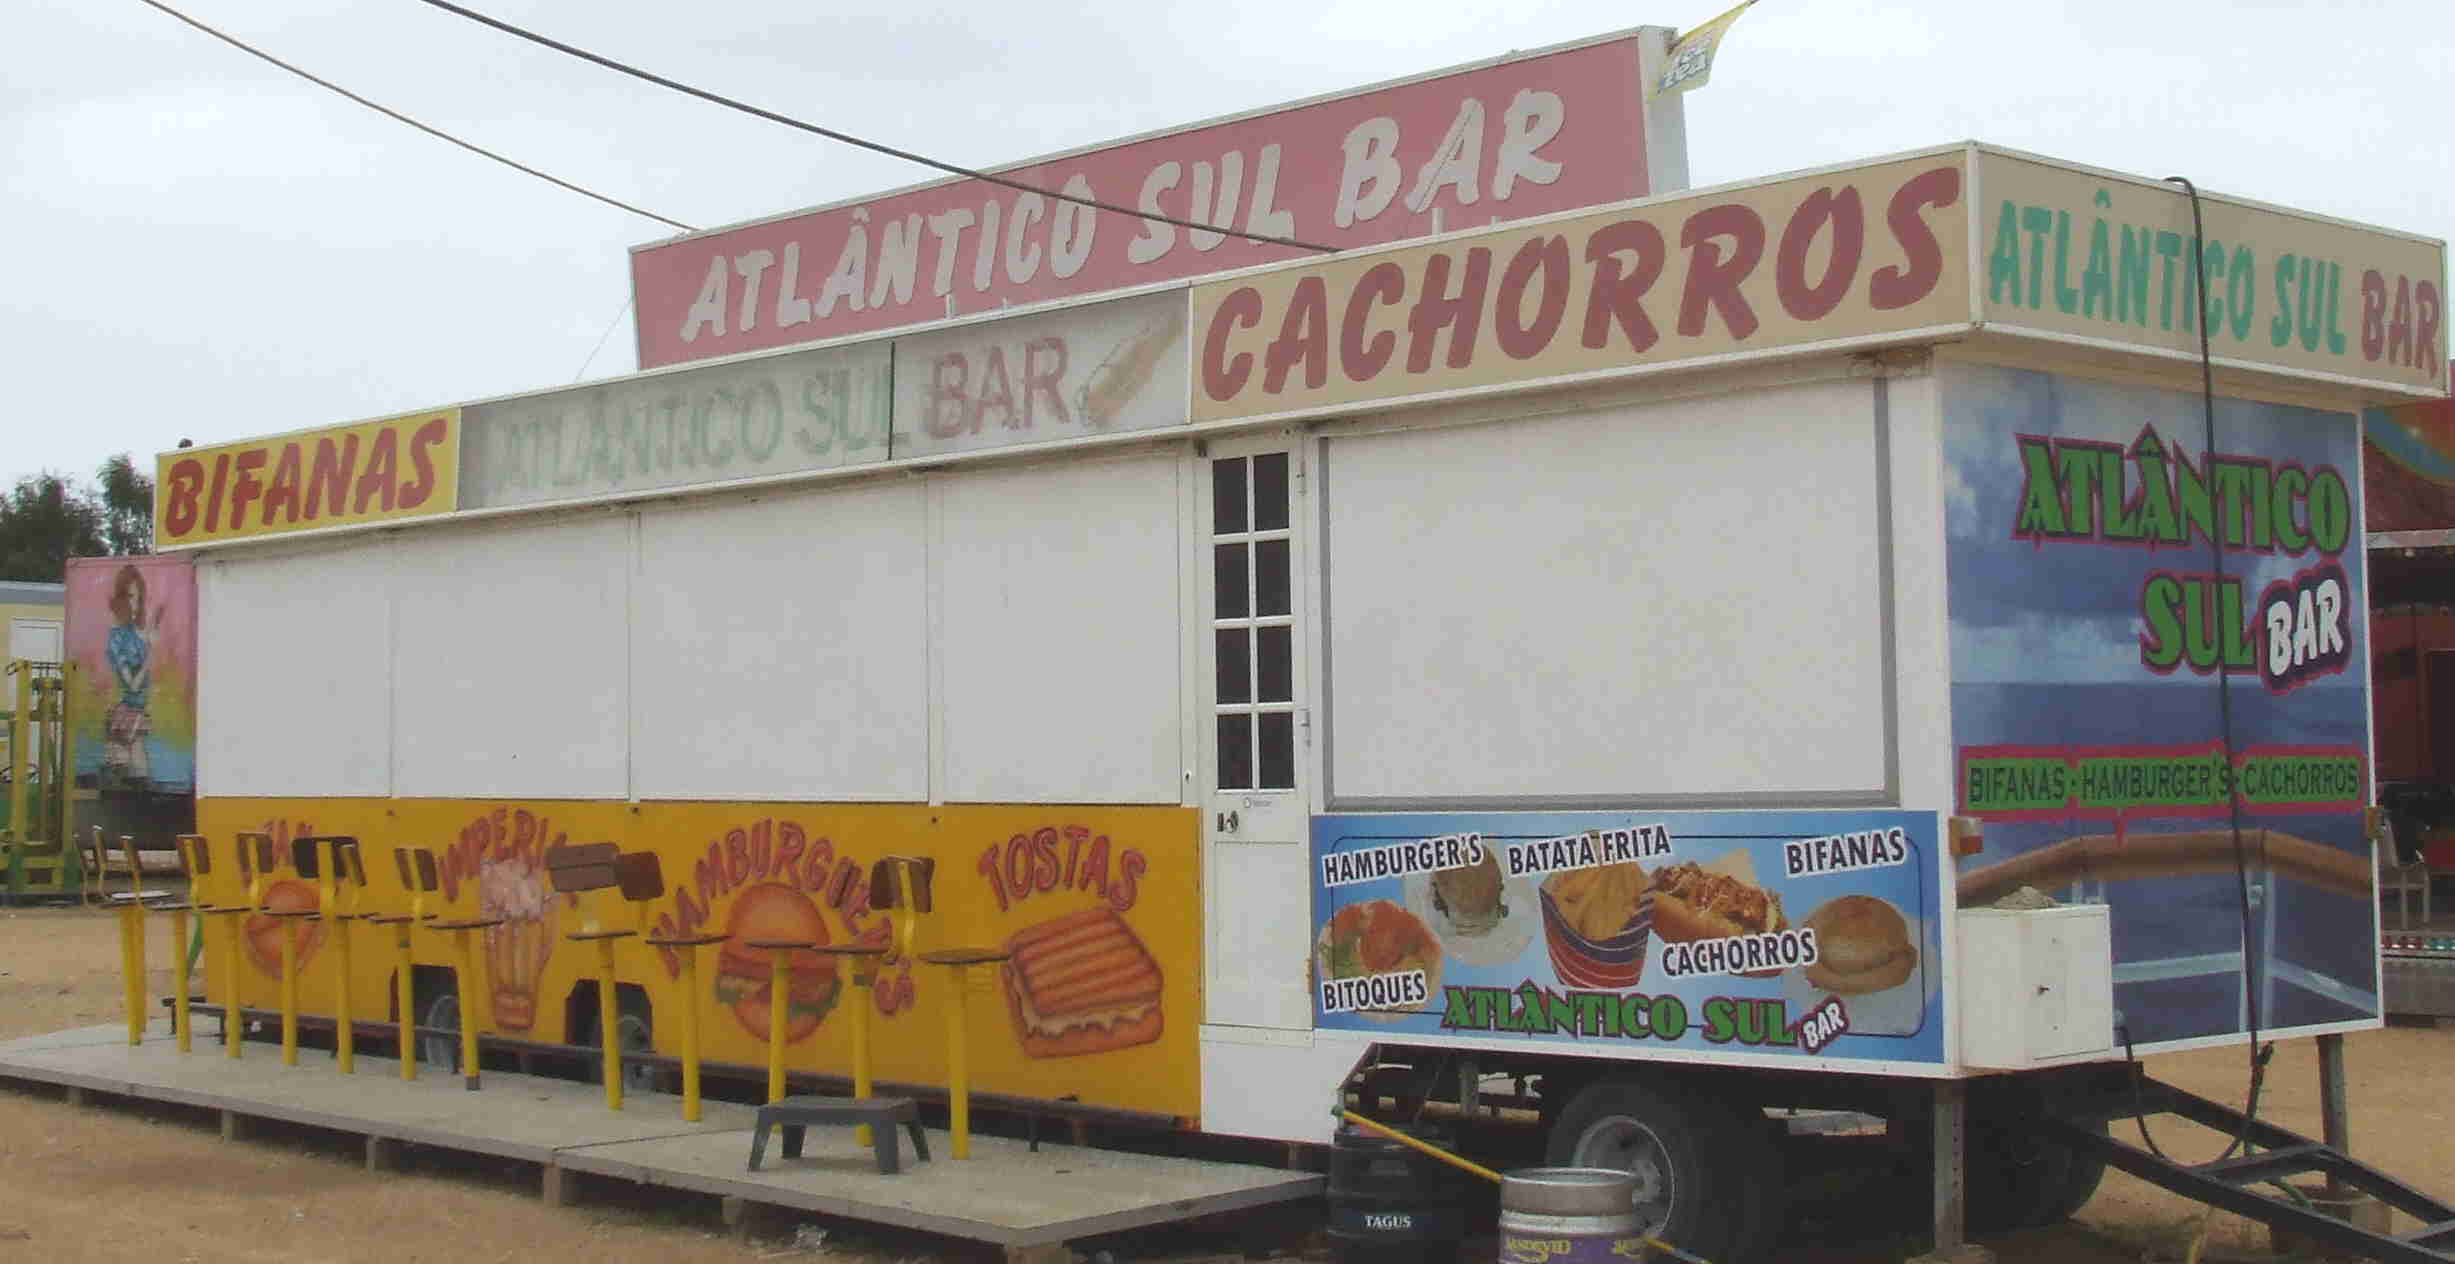 ATLÂNTICO SUL BAR
BIFANAS
ATLÂNTICO SUL BAR
CACHORROS
ATLÂNTICO SUL BAR
ATLÂNTICO
SUL BAR
BIFANAS · HAMBURGER'S · CACHORROS
HAMBURGUESAS
TOSTAS
HAMBURGER'S
BATATA FRITA
BIFANAS
BITOQUES
CACHORROS
ATLÂNTICO SUL BAR
TAGUS